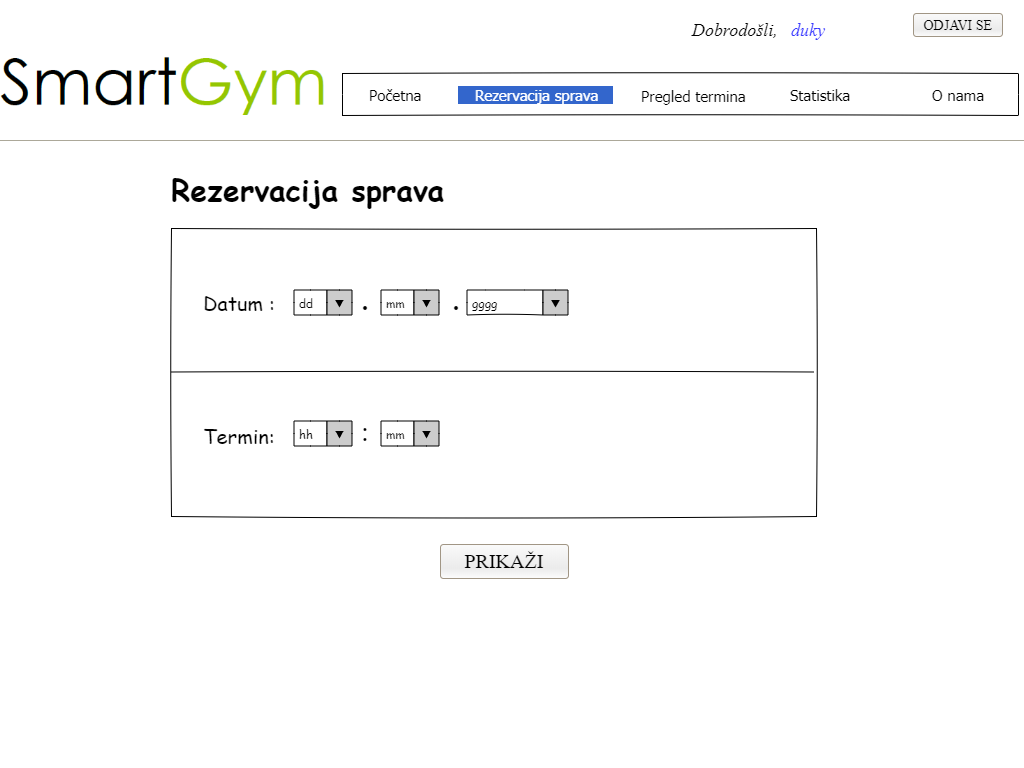 Dobrodošli, duky
ODJAVI SE
SmartGym
Početna Rezervacija sprava Pregled termina Statistika O nama
Rezervacija sprava
Datum : dd . mm . gggg
Termin: hh : mm
PRIKAŽI